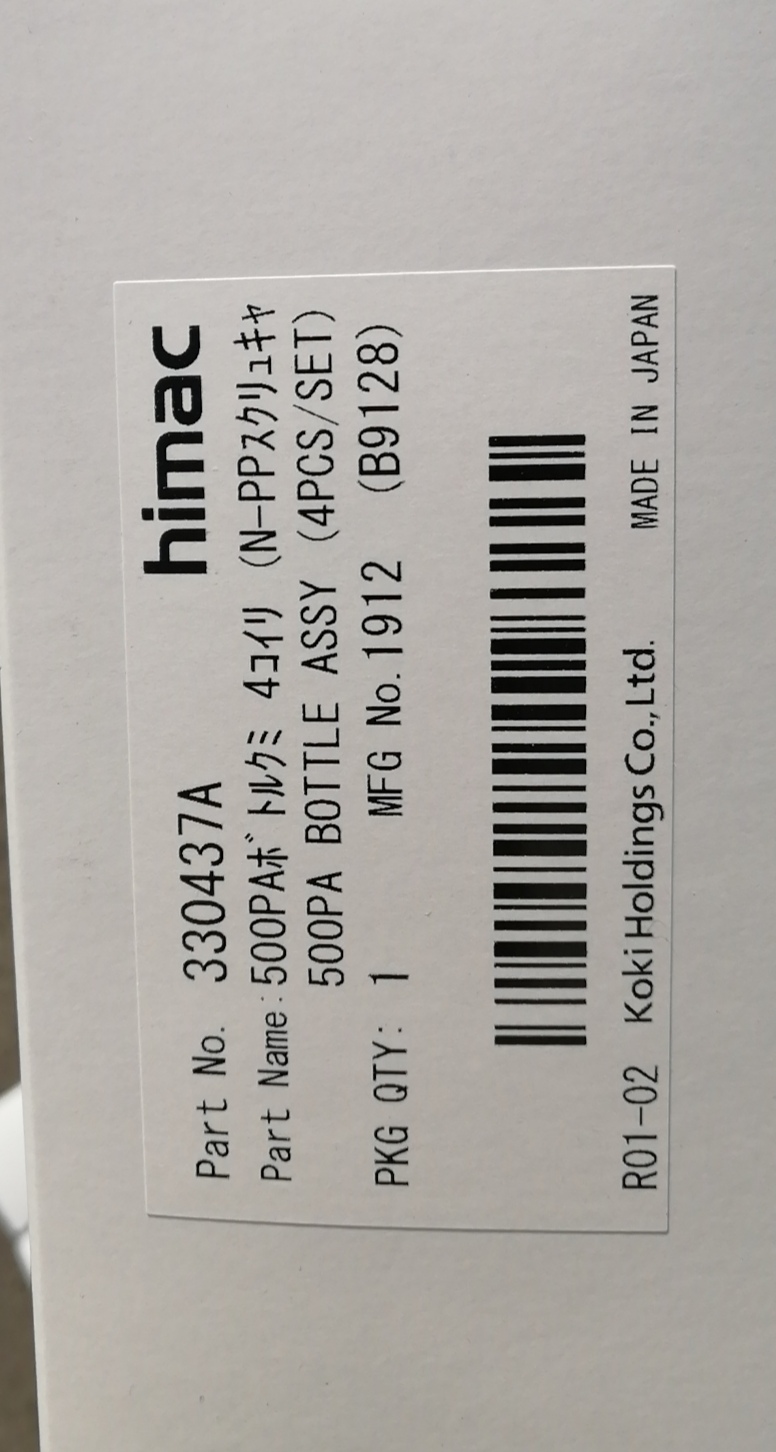 himac
Part No. 330437A
Part Name:500PAﾎﾞﾄﾙｸﾐ 4ｺｲﾘ (N-PPｽｸﾘｭｷｬ
500PA BOTTLE ASSY (4PCS/SET)
PKG QTY: 1 MFG No.1912 (B9128)
R01-02 Koki Holdings Co.,Ltd. MADE IN JAPAN